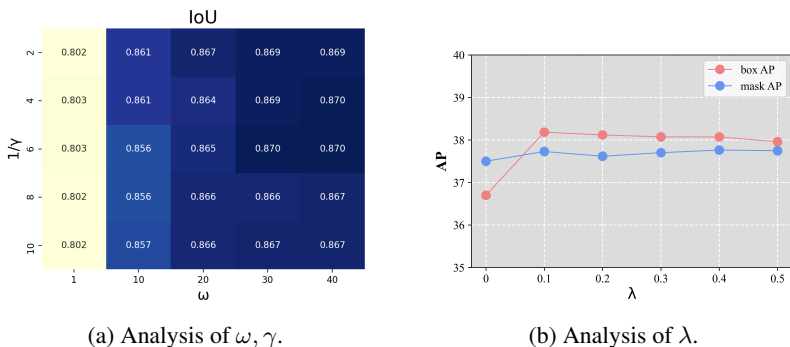 IoU
2 0.802 0.861 0.867 0.869 0.869
4 0.803 0.861 0.864 0.869 0.870
6 0.803 0.856 0.865 0.870 0.870
8 0.802 0.856 0.866 0.866 0.867
10 0.802 0.857 0.866 0.867 0.867
1/γ
1 10 20 30 40
ω
(a) Analysis of ω, γ.
40
39
38
37
36
35
AP
box AP
mask AP
0 0.1 0.2 0.3 0.4 0.5
λ
(b) Analysis of λ.